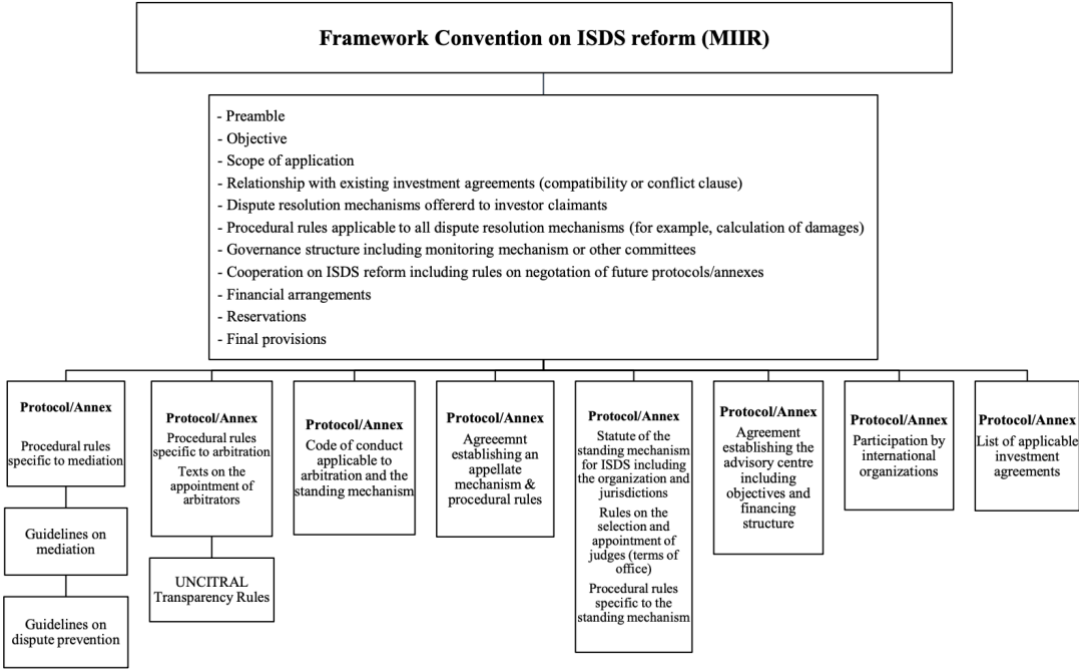 Framework Convention on ISDS reform (MIIR)
- Preamble
- Objective
- Scope of application
- Relationship with existing investment agreements (compatibility or conflict clause)
- Dispute resolution mechanisms offererd to investor claimants
- Procedural rules applicable to all dispute resolution mechanisms (for example, calculation of damages)
- Governance structure including monitoring mechanism or other committees
- Cooperation on ISDS reform including rules on negotation of future protocols/annexes
- Financial arrangements
- Reservations
- Final provisions
Protocol/Annex
Procedural rules
specific to mediation
Guidelines on
mediation
Guidelines on
dispute prevention
Protocol/Annex
Procedural rules
specific to arbitration
Texts on the
appointment of
arbitrators
UNCITRAL
Transparency Rules
Protocol/Annex
Code of conduct
applicable to
arbitration and the
standing mechanism
Protocol/Annex
Agreeemnt
establishing an
appellate
mechanism &
procedural rules
Protocol/Annex
Statute of the
standing mechanism
for ISDS including
the organization and
jurisdictions
Rules on the
selection and
appointment of
judges (terms of
office)
Procedural rules
specific to the
standing mechanism
Protocol/Annex
Agreement
establishing the
advisory centre
including
objectives and
financing
structure
Protocol/Annex
Participation by
international
organizations
Protocol/Annex
List of applicable
investment
agreements